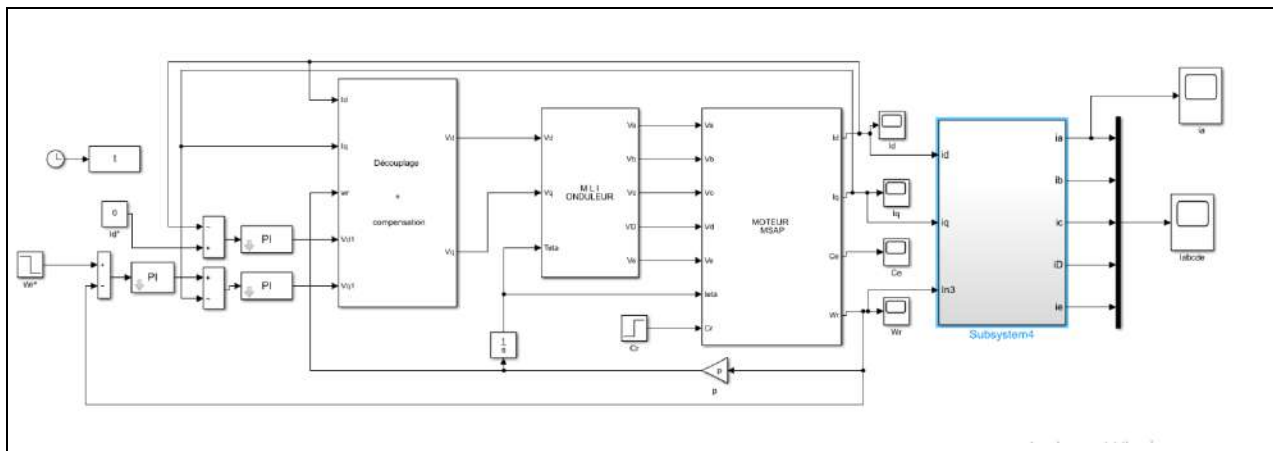 t
0
Id*
Wr*
PI
PI
PI
Id
Iq
wr
Vd1
Vq1
Découplage
+
compensation
Vd
Vq
1
s
Vd
Vq
Teta
M L I
ONDULEUR
Va
Vb
Vc
VD
Ve
Cr
Va
Vb
Vc
Vd
Ve
teta
Cr
MOTEUR
MSAP
Id
Iq
Ce
Wr
p
p
Id
Iq
Ce
Wr
id
iq
In3
ia
ib
ic
iD
ie
Subsystem4
ia
Iabcde